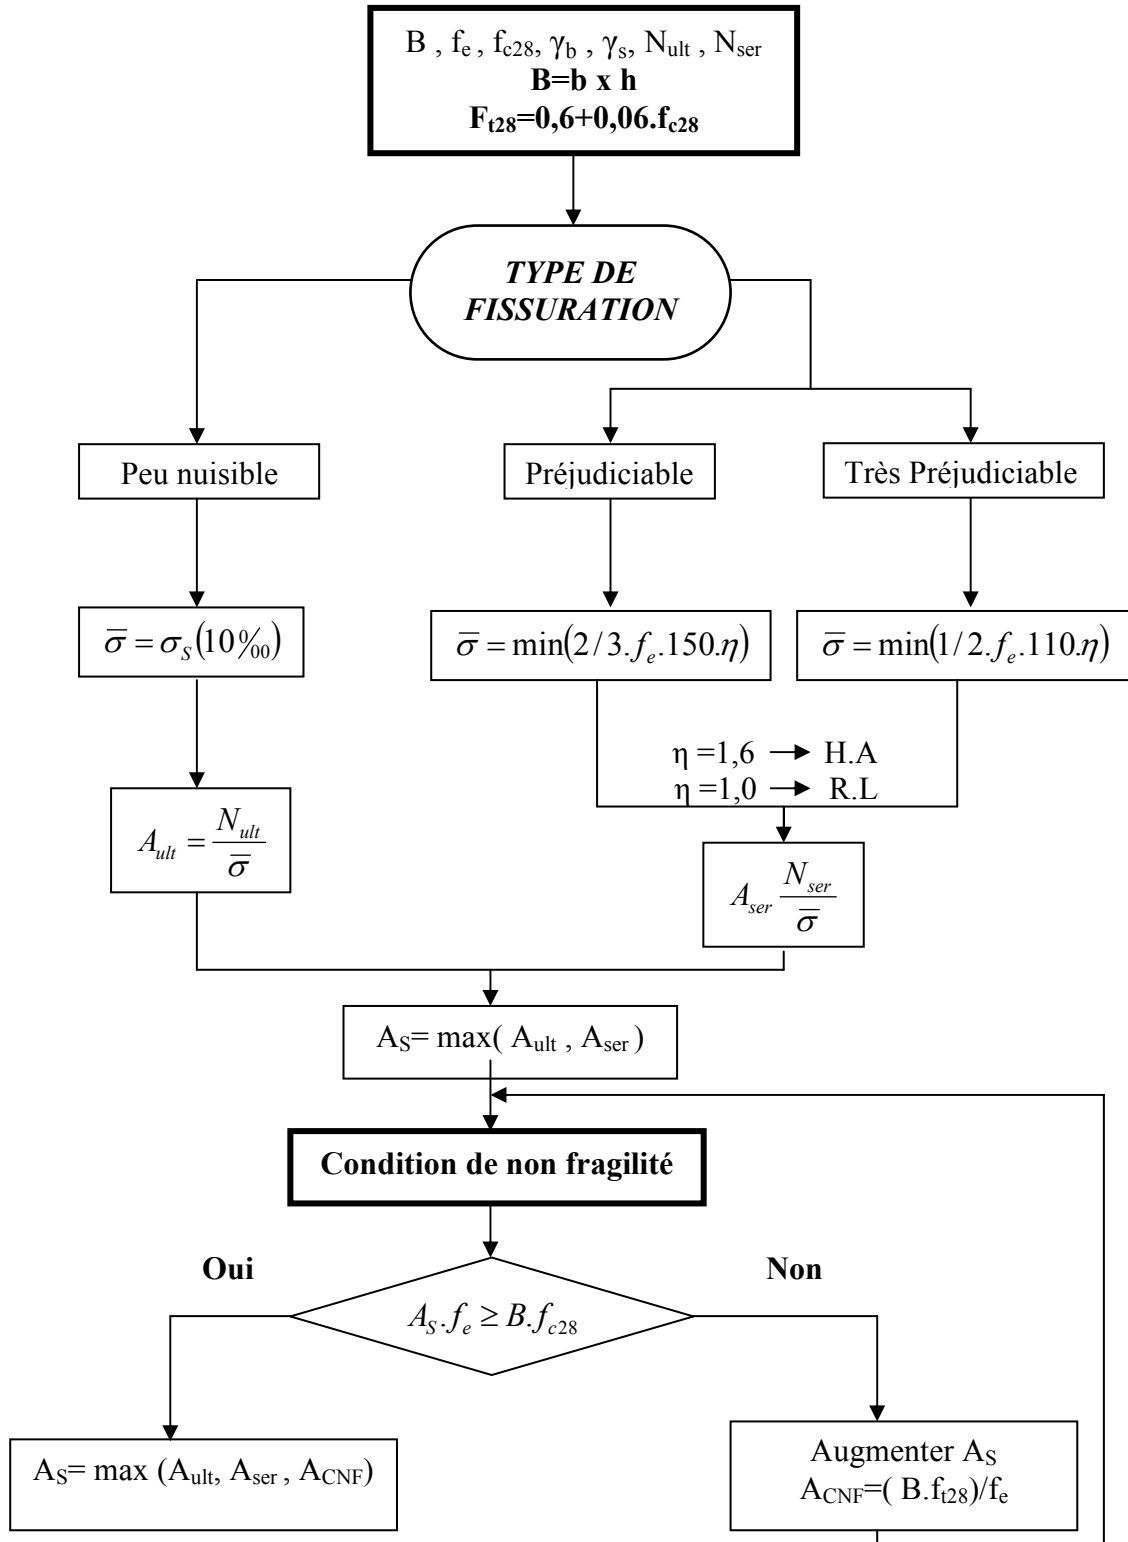 B , fe , fc28, γb , γs, Nult , Nser
B=b x h
Ft28=0,6+0,06.fc28
TYPE DE
FISSURATION
Peu nuisible
Préjudiciable
Très Préjudiciable
σ̅ = σS(10‰0)
σ̅ = min(2/3.fe.150.η)
σ̅ = min(1/2.fe.110.η)
η =1,6 → H.A
η =1,0 → R.L
Ault = Nult / σ̅
Aser Nser / σ̅
AS= max( Ault , Aser )
Condition de non fragilité
Oui
Non
AS.fe ≥ B.fc28
AS= max (Ault, Aser , ACNF)
Augmenter AS
ACNF=( B.ft28)/fe